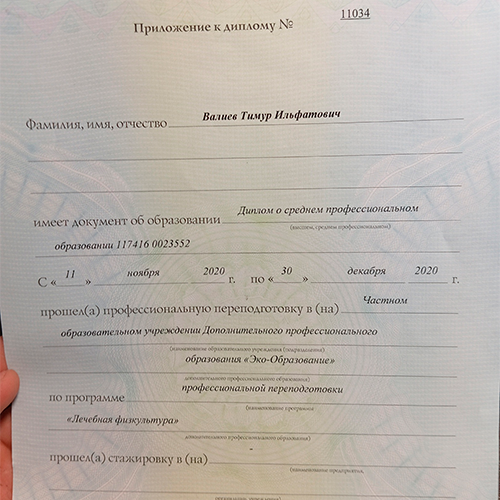 Приложение к диплому № 11034
Фамилия, имя, отчество Валиев Тимур Ильфатович
имеет документ об образовании Диплом о среднем профессиональном
(высшем, среднем профессиональном)
образовании 117416 0023552
С « 11 » ноября 2020 г. по « 30 » декабря 2020 г.
прошел(а) профессиональную переподготовку в (на) Частном
образовательном учреждении Дополнительного профессионального
(наименование образовательного учреждения (подразделения)
образования «Эко-Образование»
дополнительного профессионального образования)
по программе профессиональной переподготовки
(наименование программы
«Лечебная физкультура»
дополнительного профессионального образования)
прошел(а) стажировку в (на) -
(наименование предприятия,